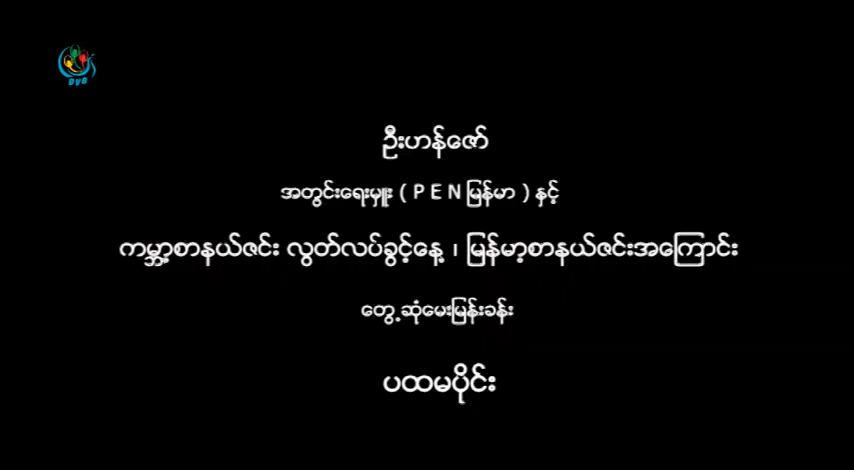 DVB
ဦးဟန်ဇော်
အတွင်းရေးမှူး ( P E N မြန်မာ ) နှင့်
ကမ္ဘာ့စာနယ်ဇင်း လွတ်လပ်ခွင့်နေ့ ၊ မြန်မာ့စာနယ်ဇင်းအကြောင်း
တွေ့ဆုံမေးမြန်းခန်း
ပထမပိုင်း